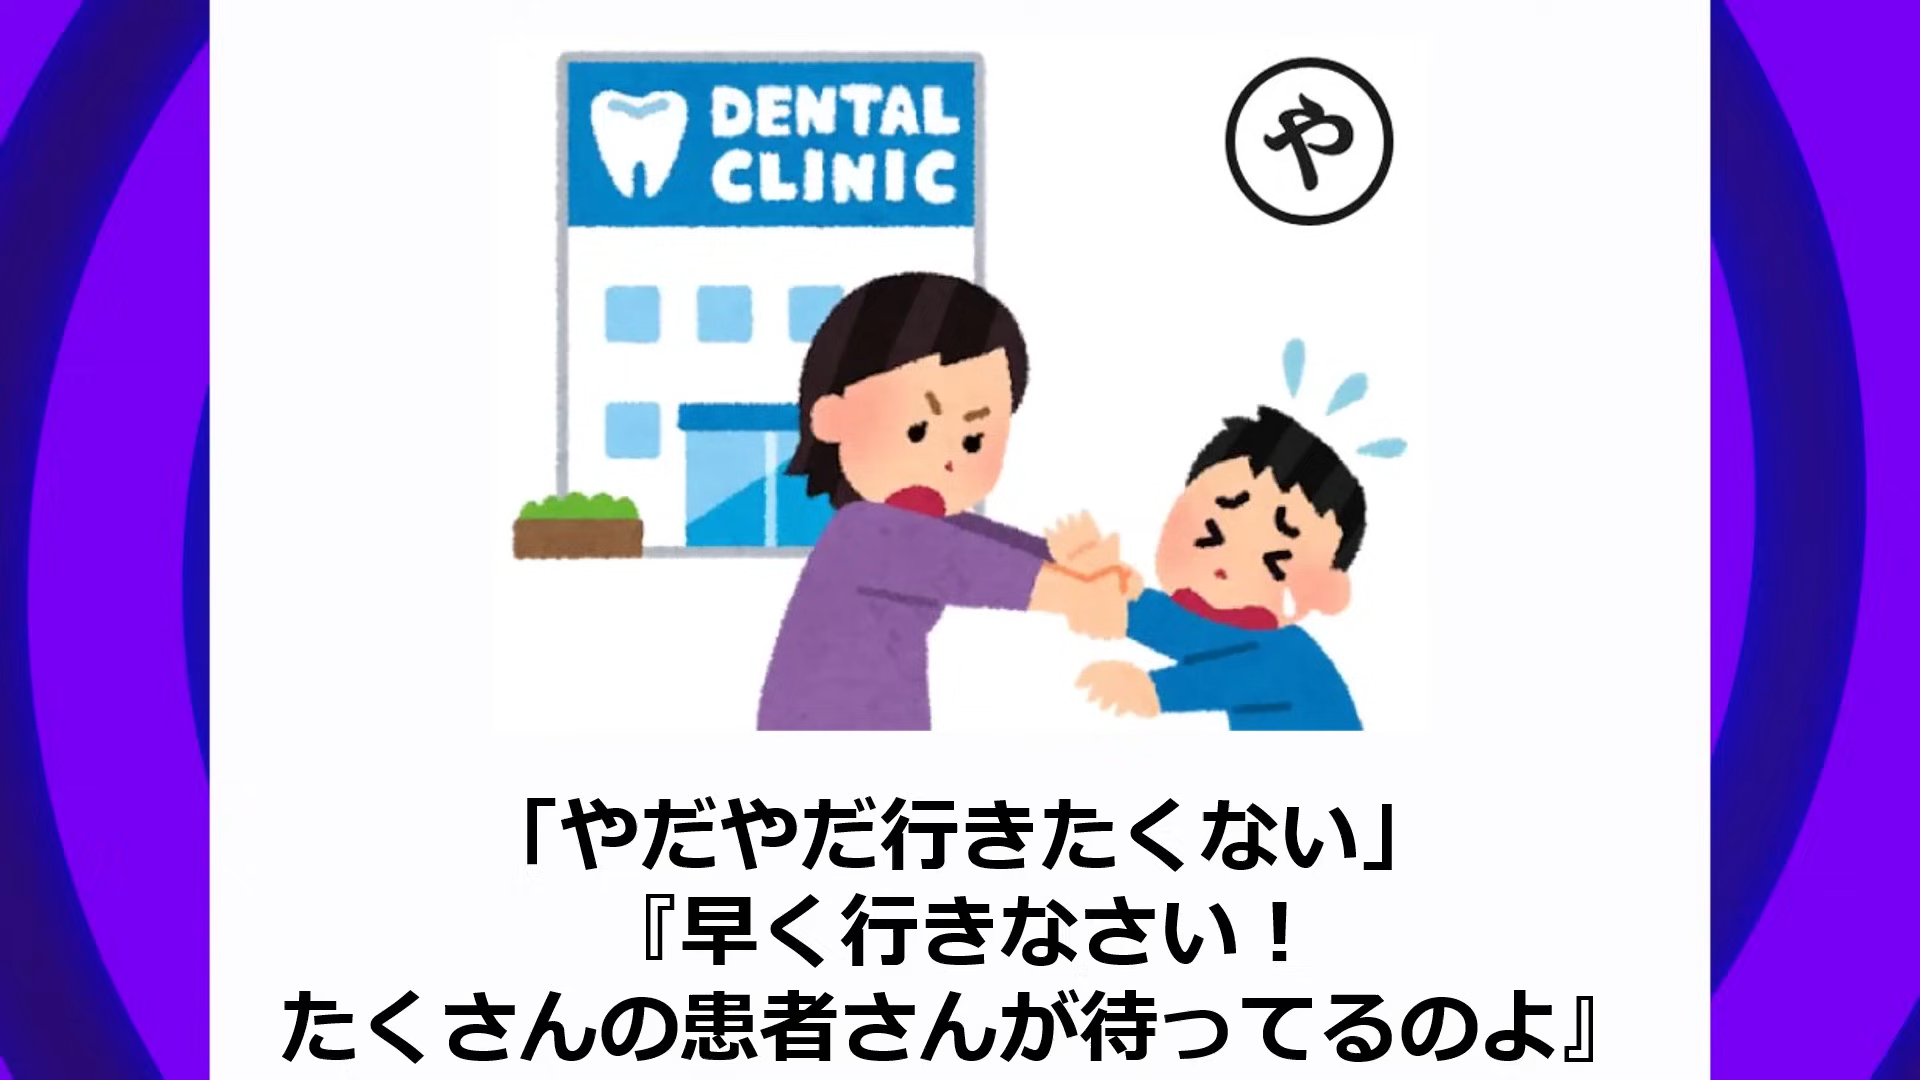 DENTAL
CLINIC
や
「やだやだ行きたくない」
『早く行きなさい！
たくさんの患者さんが待ってるのよ』